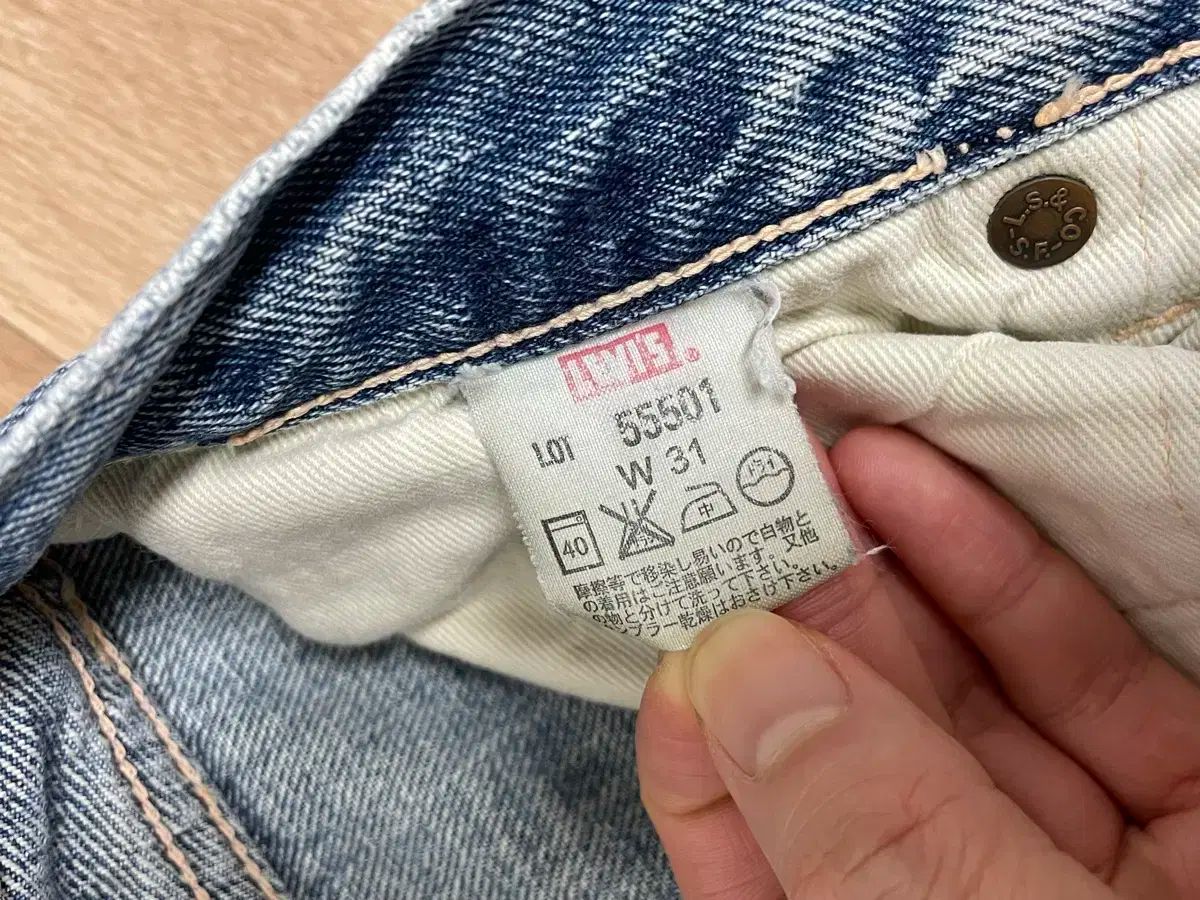 LEVI'S®
LOT 55501
W 31
40 中
摩擦等で移染し易いので白物と
の着用はご注意願います。又他
の物と分けて洗って下さい。
タンブラー乾燥はおさけ下さい。
L.S.&CO
S.F.